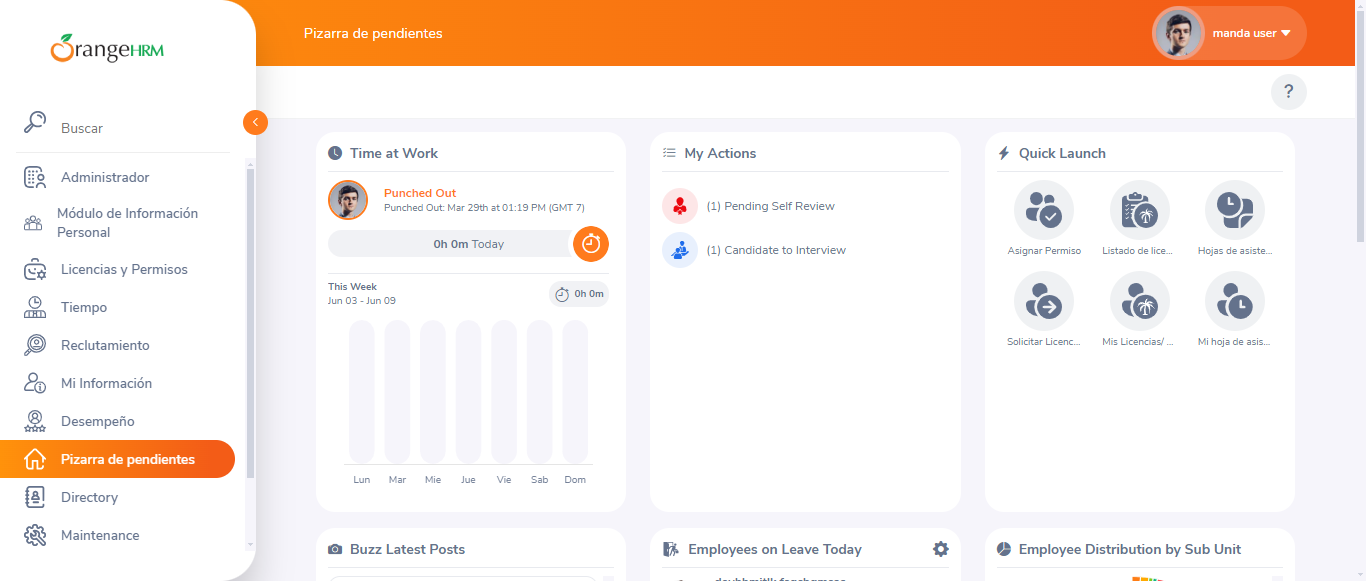 OrangeHRM
Pizarra de pendientes
manda user
?
Buscar
Administrador
Módulo de Información
Personal
Licencias y Permisos
Tiempo
Reclutamiento
Mi Información
Desempeño
Pizarra de pendientes
Directory
Maintenance
Time at Work
Punched Out
Punched Out: Mar 29th at 01:19 PM (GMT 7)
0h 0m Today
This Week
Jun 03 - Jun 09
0h 0m
Lun Mar Mie Jue Vie Sab Dom
My Actions
(1) Pending Self Review
(1) Candidate to Interview
Quick Launch
Asignar Permiso
Listado de lice...
Hojas de asiste...
Solicitar Licenc...
Mis Licencias/ ...
Mi hoja de asis...
Buzz Latest Posts
Employees on Leave Today
Employee Distribution by Sub Unit